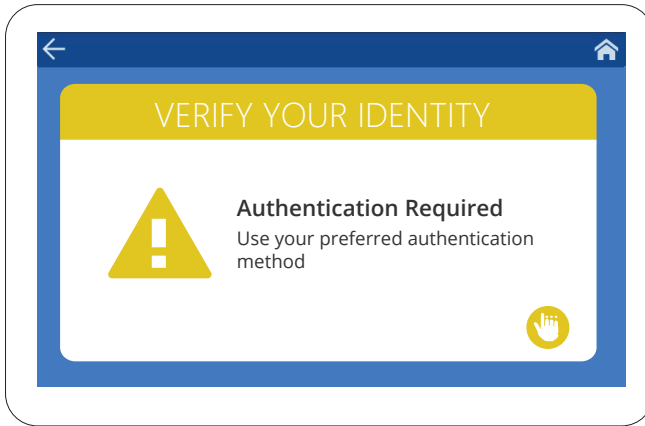 VERIFY YOUR IDENTITY
Authentication Required
Use your preferred authentication
method